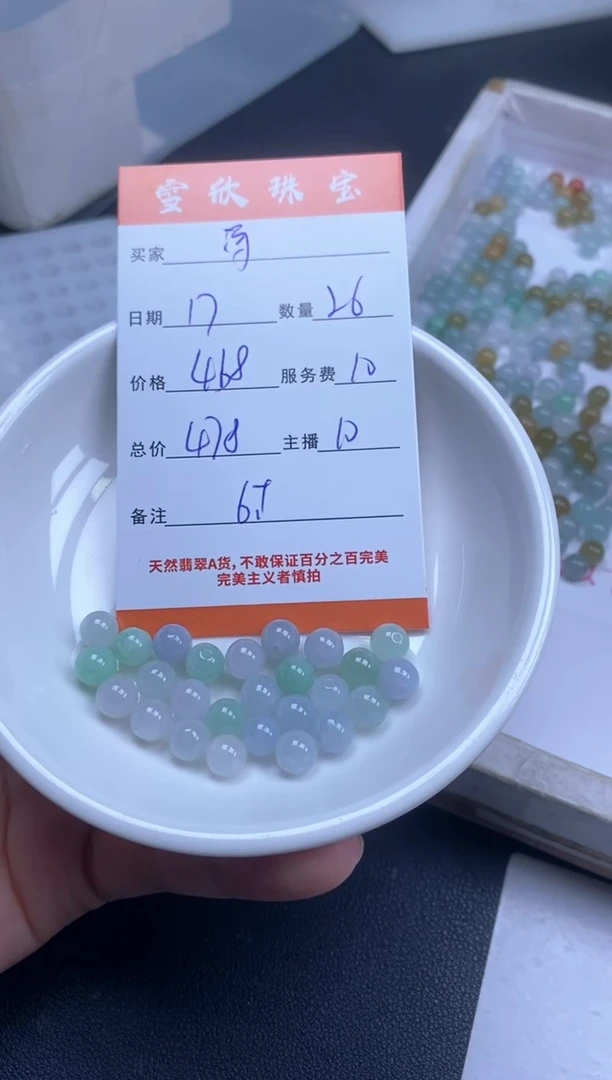 雪欣珠宝
买家
日期 17 数量 26
价格 468 服务费 10
总价 478 主播 10
备注
天然翡翠A货，不敢保证百分之百完美
完美主义者慎拍